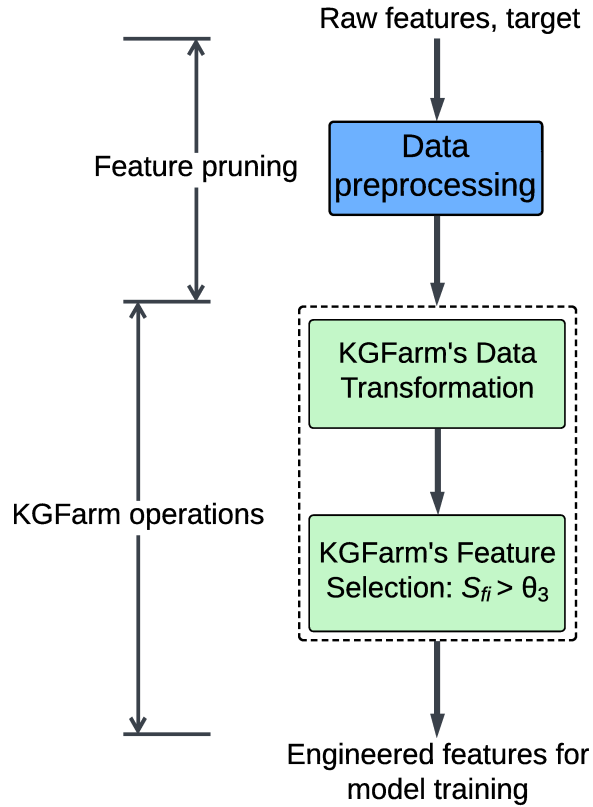 Raw features, target
Data
preprocessing
Feature pruning
KGFarm's Data
Transformation
KGFarm operations
KGFarm's Feature
Selection: Sfi > θ3
Engineered features for
model training